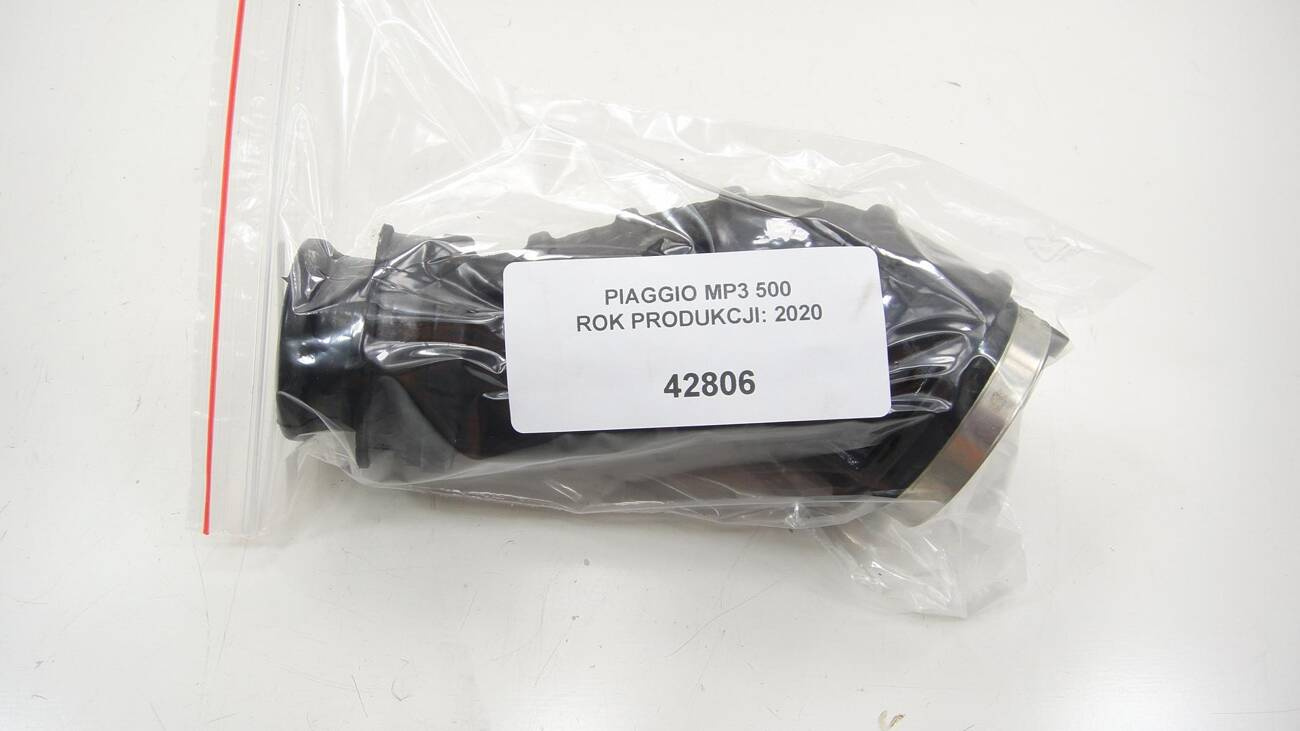 PIAGGIO MP3 500
ROK PRODUKCJI: 2020
42806